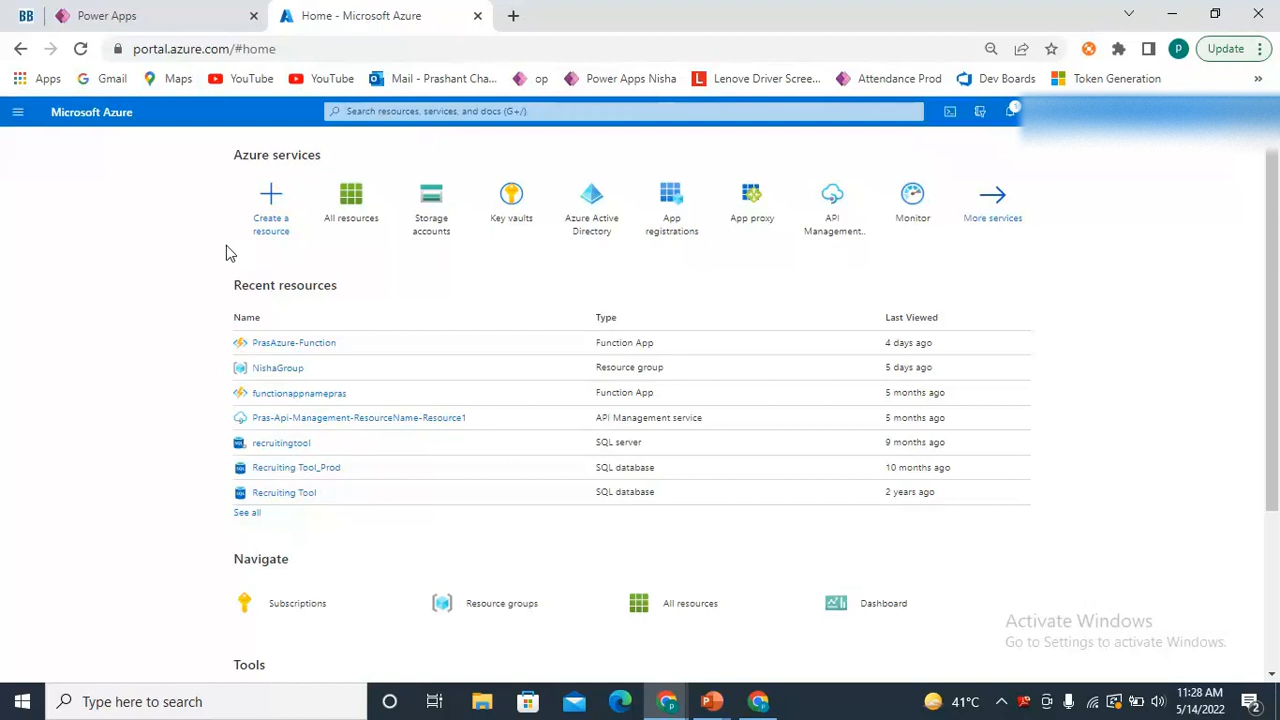 BB Power Apps Home - Microsoft Azure
portal.azure.com/#home P Update
Apps Gmail Maps YouTube YouTube Mail - Prashant Cha... op Power Apps Nisha Lenove Driver Scree... Attendance Prod Dev Boards Token Generation »
Microsoft Azure Search resources, services, and docs (G+/) 1
Azure services
Create a resource All resources Storage accounts Key vaults Azure Active Directory App registrations App proxy API Management.. Monitor More services
Recent resources
Name Type Last Viewed
PrasAzure-Function Function App 4 days ago
NishaGroup Resource group 5 days ago
functionappnamepras Function App 5 months ago
Pras-Api-Management-ResourceName-Resource1 API Management service 5 months ago
recruitingtool SQL server 9 months ago
Recruiting Tool_Prod SQL database 10 months ago
Recruiting Tool SQL database 2 years ago
See all
Navigate
Subscriptions Resource groups All resources Dashboard
Activate Windows
Go to Settings to activate Windows.
Tools
Type here to search 41°C 11:28 AM
5/14/2022 2